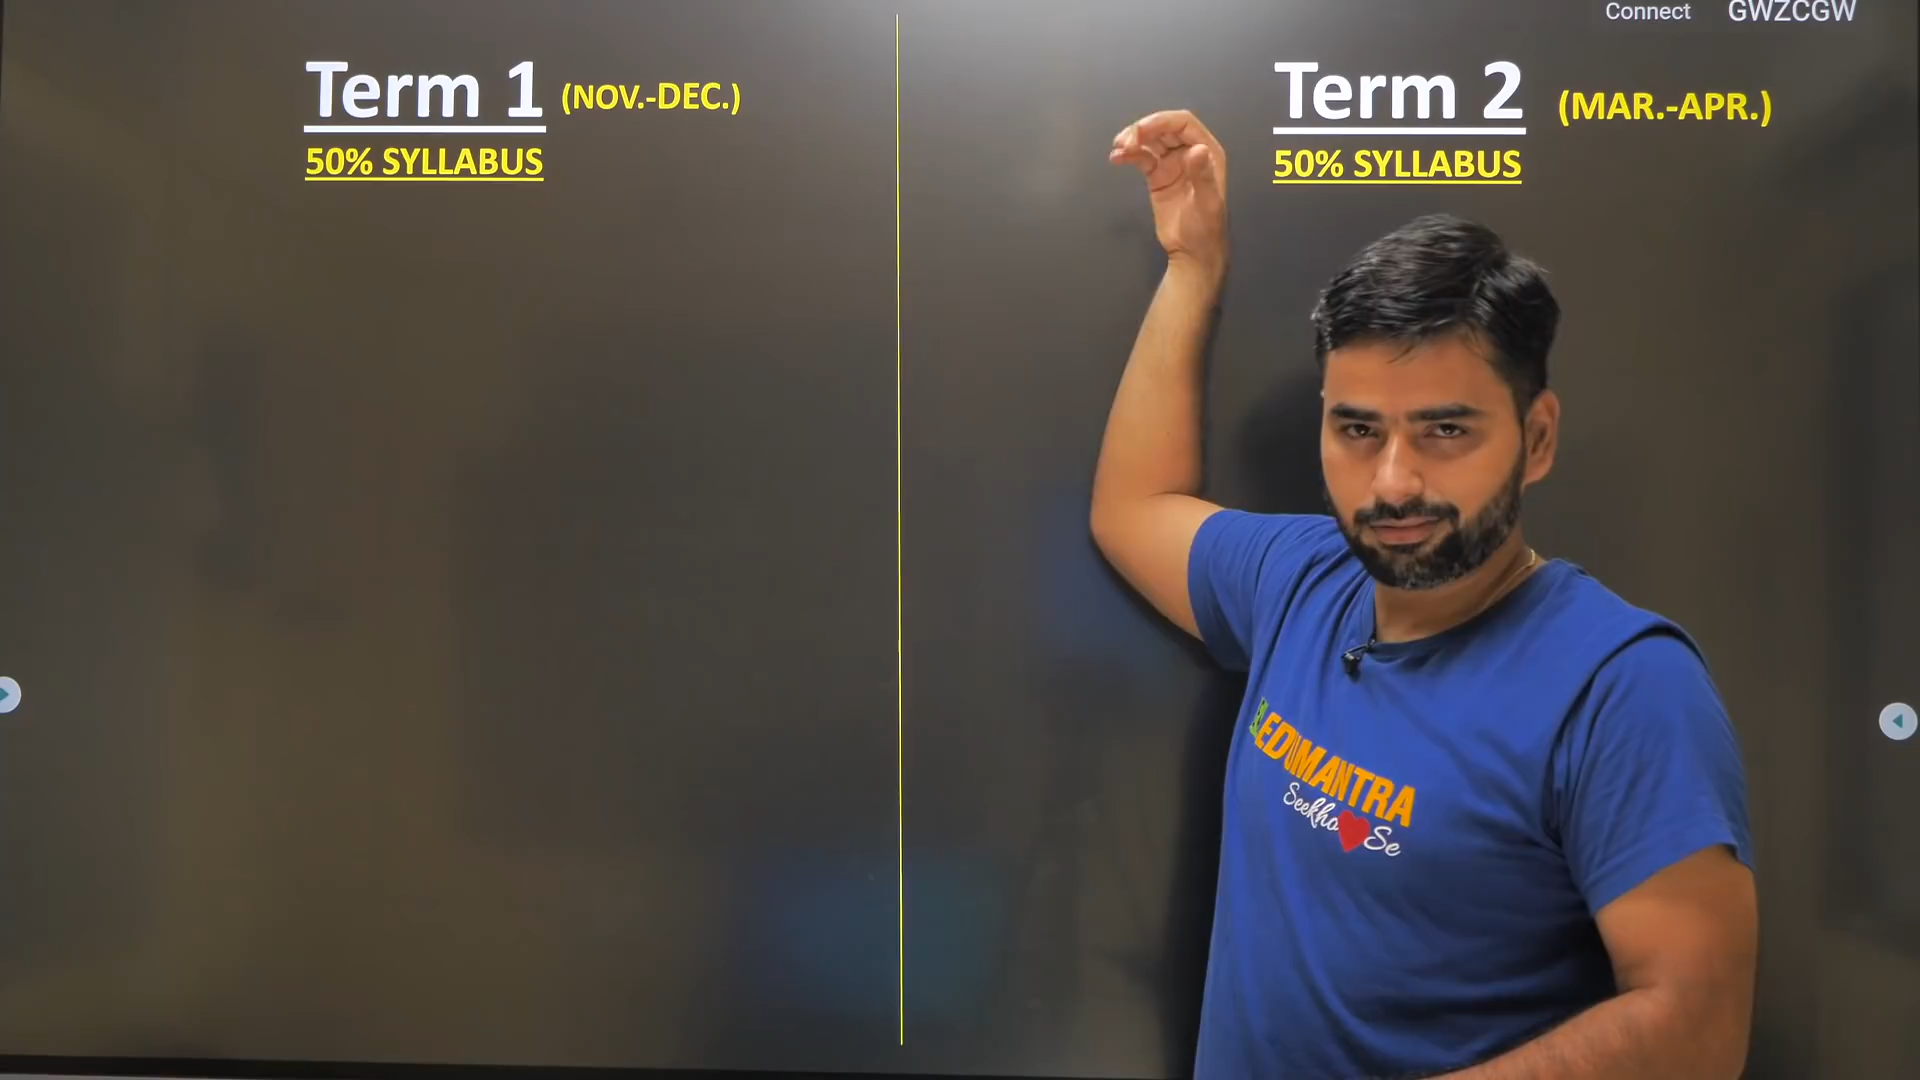 Connect GWZCGW
Term 1 (NOV.-DEC.)
50% SYLLABUS
Term 2 (MAR.-APR.)
50% SYLLABUS
EDUMANTRA
Seekho
Se